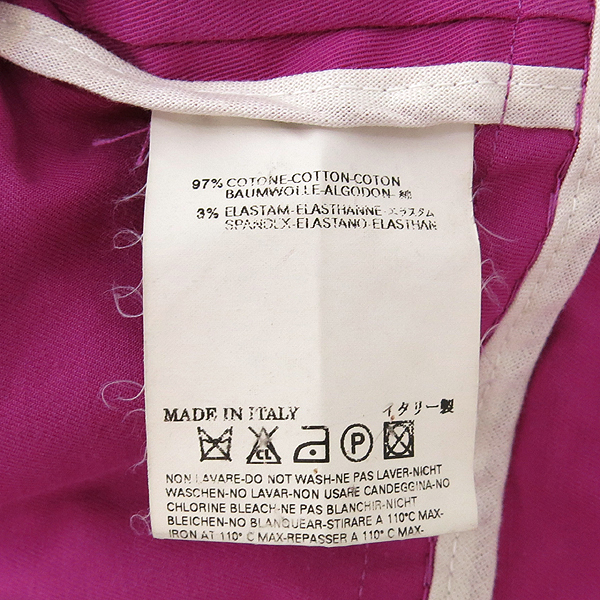 97% COTONE-COTTON-COTON
BAUMWOLLE-ALGODON-綿
3% ELASTAM-ELASTHANNE-エラスタム
SPANDEX-ELASTANO-ELASTHAN
MADE IN ITALY イタリー製
CL P
NON LAVARE-DO NOT WASH-NE PAS LAVER-NICHT
WASCHEN-NO LAVAR-NON USARE CANDEGGINA-NO
CHLORINE BLEACH-NE PAS BLANCHIR-NICHT
BLEICHEN-NO BLANQUEAR-STIRARE A 110°C MAX-
IRON AT 110°C MAX-REPASSER A 110°C MAX-